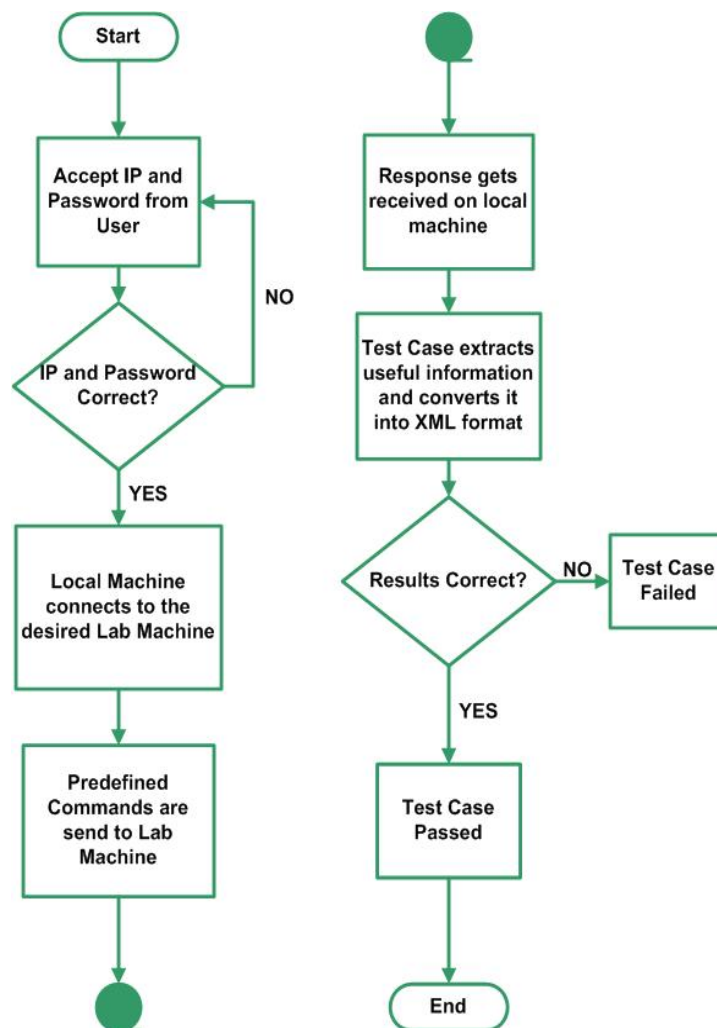 Start
Accept IP and
Password from
User
NO
IP and Password
Correct?
YES
Local Machine
connects to the
desired Lab Machine
Predefined
Commands are
send to Lab
Machine
Response gets
received on local
machine
Test Case extracts
useful information
and converts it
into XML format
Results Correct?
NO
Test Case
Failed
YES
Test Case
Passed
End